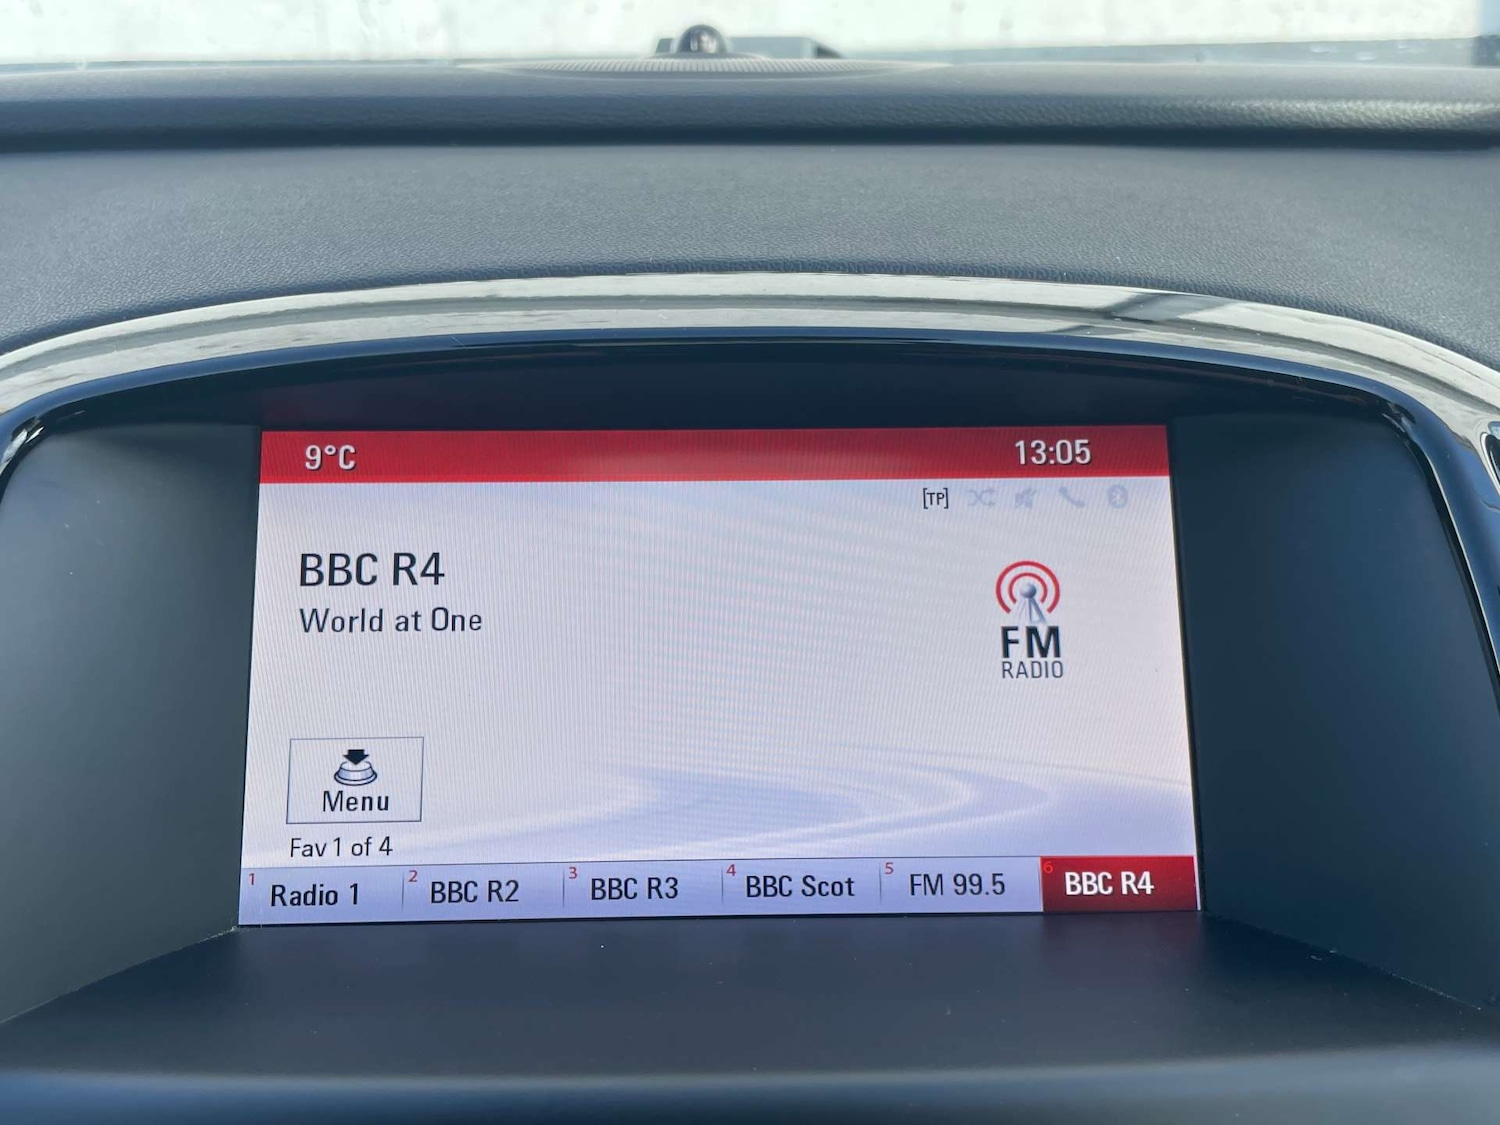 9°C 13:05
[TP]
BBC R4
World at One
FM
RADIO
Menu
Fav 1 of 4
1 Radio 1 2 BBC R2 3 BBC R3 4 BBC Scot 5 FM 99.5 6 BBC R4